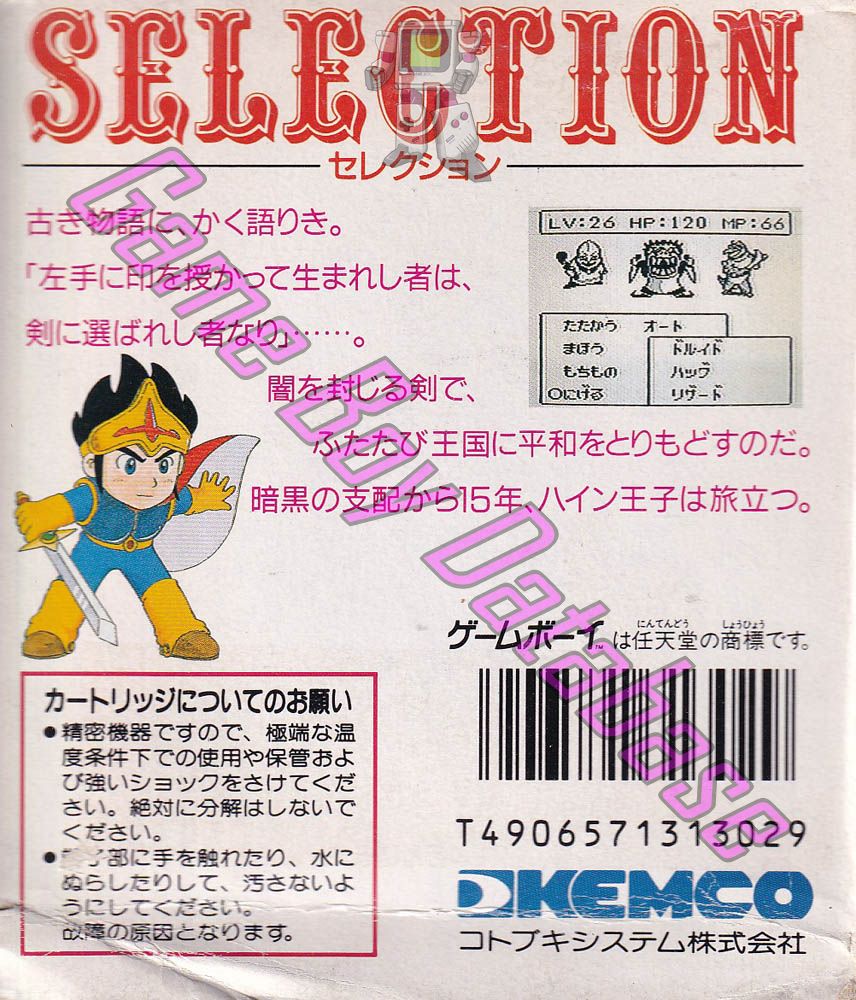 SELECTION
セレクション
古き物語に、かく語りき。
「左手に印を授かって生まれし者は、
剣に選ばれし者なり」……。
闇を封じる剣で、
ふたたび王国に平和をとりもどすのだ。
暗黒の支配から15年、ハイン王子は旅立つ。
LV:26 HP:120 MP:66
たたかう オート
まほう
もちもの
○にげる
ドルイド
ハッグ
リザード
にんてんどう しょうひょう
ゲームボーイ™は任天堂の商標です。
カートリッジについてのお願い
●精密機器ですので、極端な温
度条件下での使用や保管およ
び強いショックをさけてくだ
さい。絶対に分解はしないで
ください。
●子部に手を触れたり、水に
ぬらしたりして、汚さないよ
うにしてください。
故障の原因となります。
T4906571313029
KEMCO
コトブキシステム株式会社
Game Boy Database